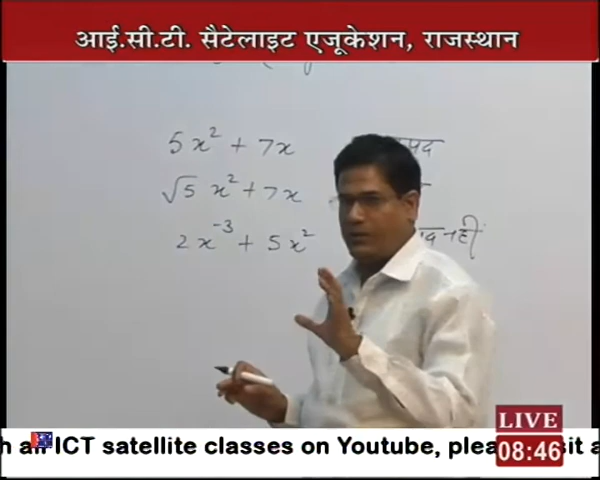 आई.सी.टी. सैटेलाइट एजूकेशन, राजस्थान
5x² + 7x
√5 x² + 7x
2x⁻³ + 5x² नहीं
ICT satellite classes on Youtube,
LIVE
08:46